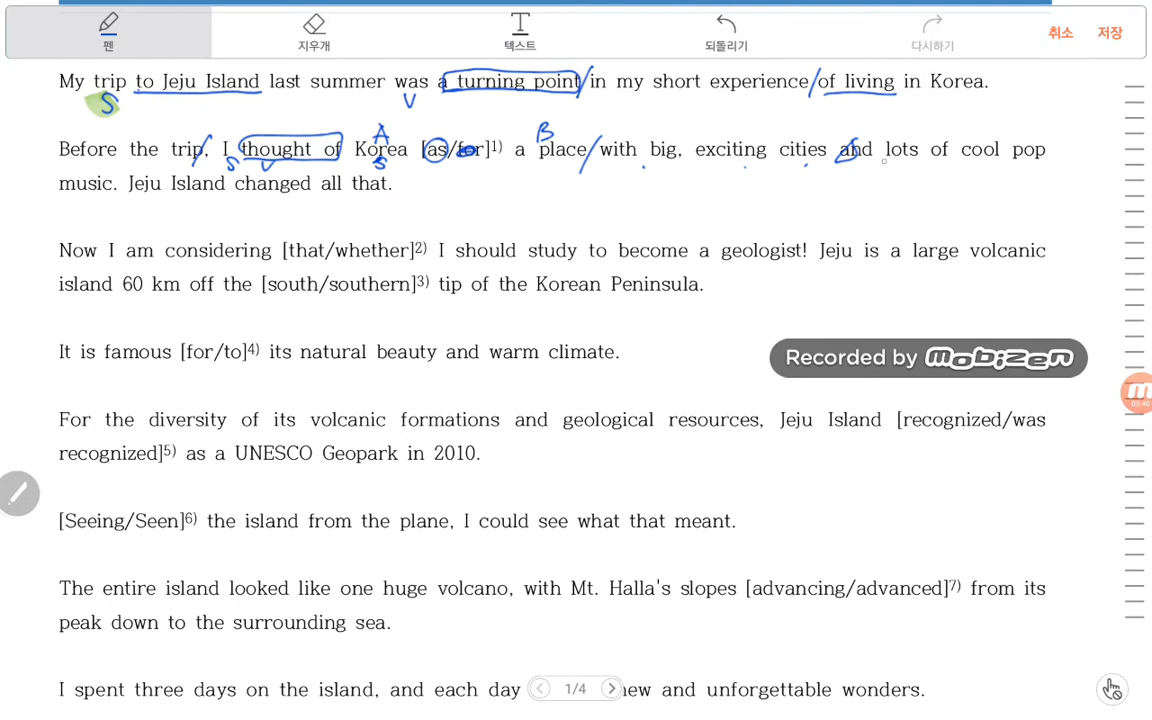 펜 지우개 텍스트 되돌리기 다시하기 취소 저장
My trip to Jeju Island last summer was a turning point in my short experience of living in Korea.
S V
A B
Before the trip, I thought of Korea [as/for]1) a place with big, exciting cities and lots of cool pop
S V S
music. Jeju Island changed all that.
Now I am considering [that/whether]2) I should study to become a geologist! Jeju is a large volcanic
island 60 km off the [south/southern]3) tip of the Korean Peninsula.
It is famous [for/to]4) its natural beauty and warm climate.
Recorded by mobizen
For the diversity of its volcanic formations and geological resources, Jeju Island [recognized/was
recognized]5) as a UNESCO Geopark in 2010.
[Seeing/Seen]6) the island from the plane, I could see what that meant.
The entire island looked like one huge volcano, with Mt. Halla's slopes [advancing/advanced]7) from its
peak down to the surrounding sea.
I spent three days on the island, and each day new and unforgettable wonders.
1/4